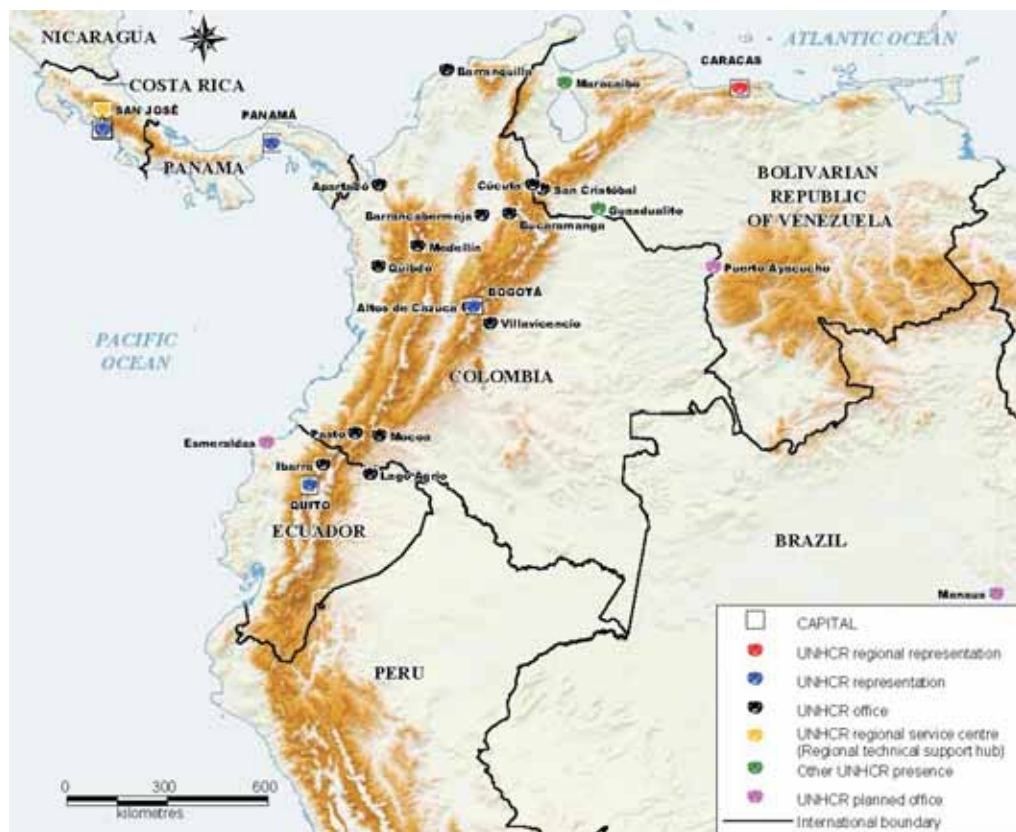 NICARAGUA
ATLANTIC OCEAN
COSTA RICA
Barranquilla
Maracaibo
CARACAS
SAN JOSÉ
PANAMÁ
PANAMA
BOLIVARIAN
REPUBLIC
OF VENEZUELA
Apartadó
Cúcuta
San Cristóbal
Guasdualito
Barrancabermeja
Bucaramanga
Medellín
Quibdo
Puerto Ayacucho
BOGOTÁ
Altos de Cazuca
Villavicencio
PACIFIC
OCEAN
COLOMBIA
Esmeraldas
Pasto
Mocoa
Ibarra
Lago Agrio
QUITO
ECUADOR
BRAZIL
Manaus
PERU
CAPITAL
UNHCR regional representation
UNHCR representation
UNHCR office
UNHCR regional service centre
(Regional technical support hub)
Other UNHCR presence
UNHCR planned office
International boundary
0 300 600
kilometres